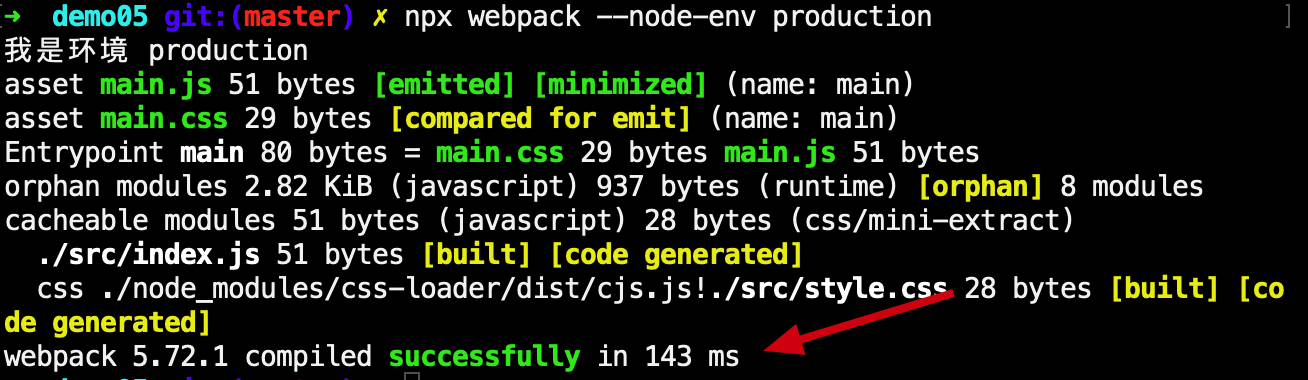 ➜ demo05 git:(master) ✗ npx webpack --node-env production
我是环境 production
asset main.js 51 bytes [emitted] [minimized] (name: main)
asset main.css 29 bytes [compared for emit] (name: main)
Entrypoint main 80 bytes = main.css 29 bytes main.js 51 bytes
orphan modules 2.82 KiB (javascript) 937 bytes (runtime) [orphan] 8 modules
cacheable modules 51 bytes (javascript) 28 bytes (css/mini-extract)
./src/index.js 51 bytes [built] [code generated]
css ./node_modules/css-loader/dist/cjs.js!./src/style.css 28 bytes [built] [co
de generated]
webpack 5.72.1 compiled successfully in 143 ms